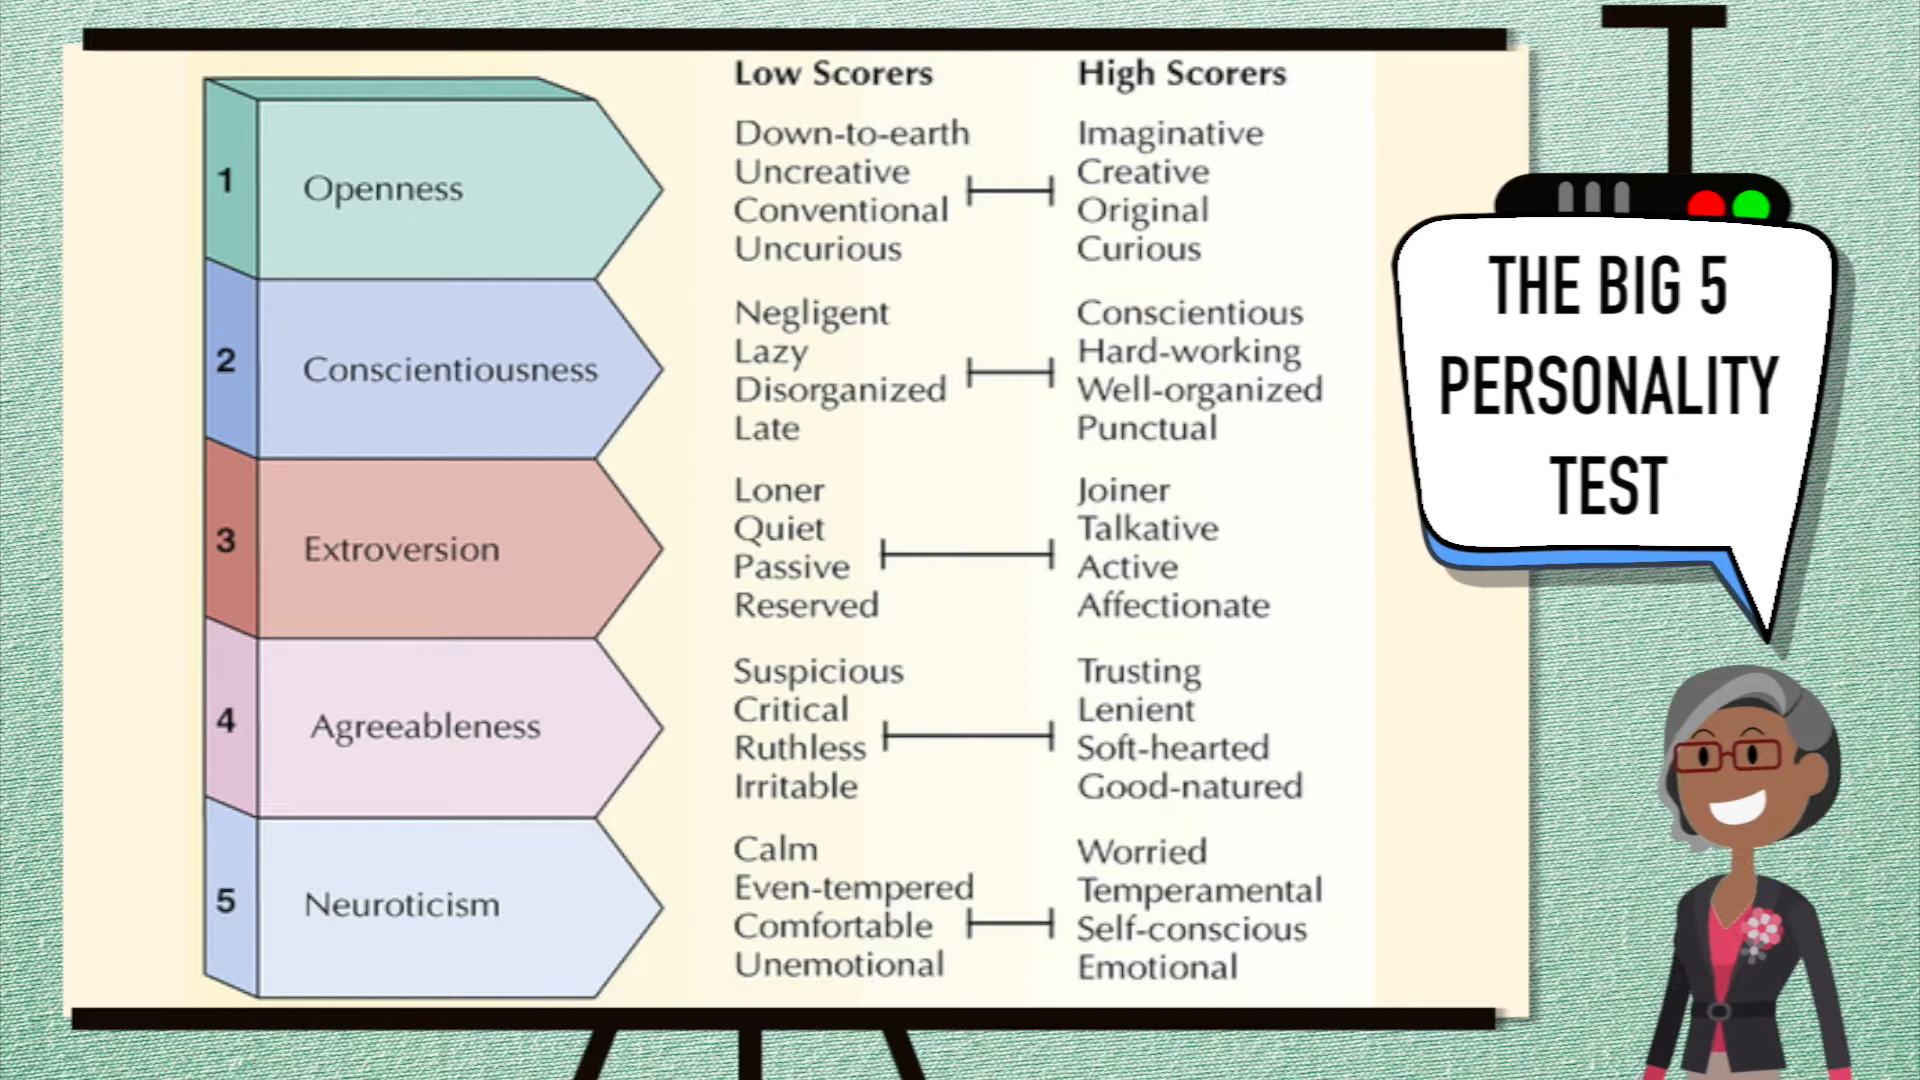 Low Scorers
High Scorers
1
Openness
Down-to-earth
Uncreative
Conventional
Uncurious
Imaginative
Creative
Original
Curious
2
Conscientiousness
Negligent
Lazy
Disorganized
Late
Conscientious
Hard-working
Well-organized
Punctual
3
Extroversion
Loner
Quiet
Passive
Reserved
Joiner
Talkative
Active
Affectionate
4
Agreeableness
Suspicious
Critical
Ruthless
Irritable
Trusting
Lenient
Soft-hearted
Good-natured
5
Neuroticism
Calm
Even-tempered
Comfortable
Unemotional
Worried
Temperamental
Self-conscious
Emotional
THE BIG 5
PERSONALITY
TEST